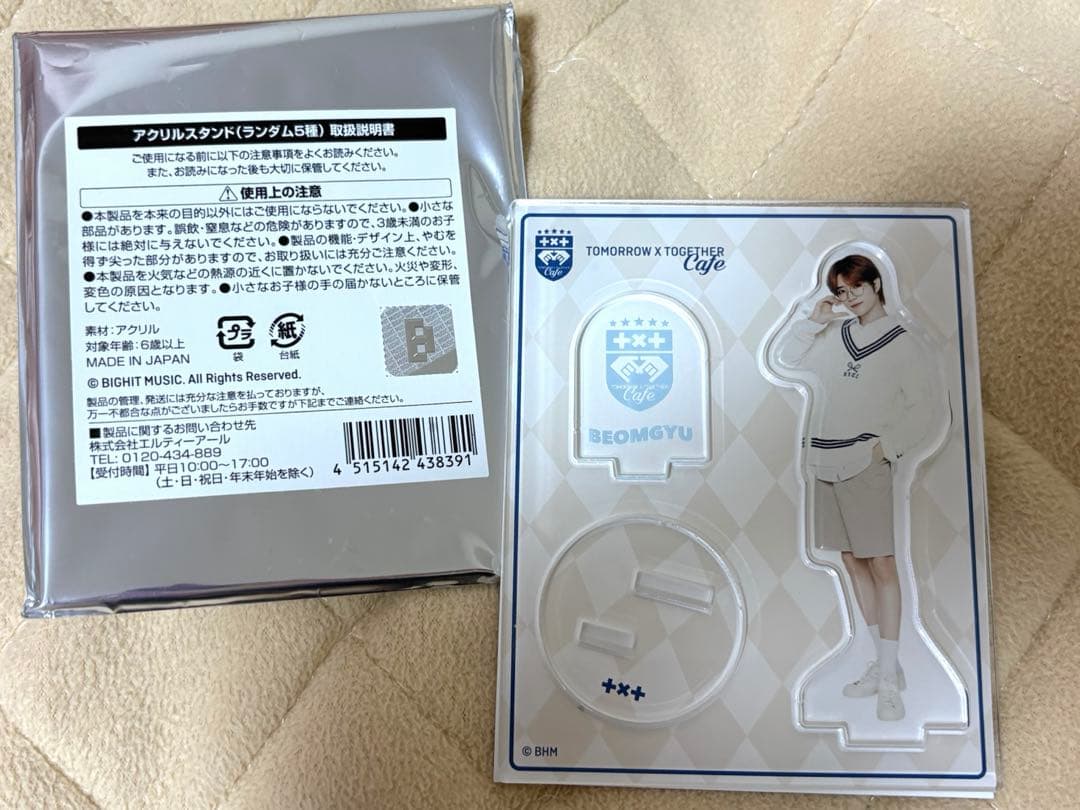 アクリルスタンド(ランダム5種) 取扱説明書
ご使用になる前に以下の注意事項をよくお読みください。
また、お読みになった後も大切に保管してください。
使用上の注意
●本製品を本来の目的以外にはご使用にならないでください。●小さな
部品があります。誤飲・窒息などの危険がありますので、3歳未満のお子
様には絶対に与えないでください。●製品の機能・デザイン上、やむを
得ず尖った部分がありますので、お取り扱いには充分ご注意ください。
●本製品を火気などの熱源の近くに置かないでください。火災や変形、
変色の原因となります。●小さなお子様の手の届かないところに保管
してください。
素材:アクリル
対象年齢:6歳以上
MADE IN JAPAN
プラ
袋
紙
台紙
© BIGHIT MUSIC. All Rights Reserved.
製品の管理、発送には充分な注意を払っておりますが、
万一不都合な点がございましたらお手数ですが下記までご連絡ください。
■製品に関するお問い合わせ先
株式会社エルティーアール
TEL: 0120-434-889
【受付時間】平日10:00~17:00
(土・日・祝日・年末年始を除く)
4 515142 438391
TOMORROW X TOGETHER
Cafe
+×+
Cafe
+×+
TOMORROW X TOGETHER
Cafe
BEOMGYU
+×+
© BHM